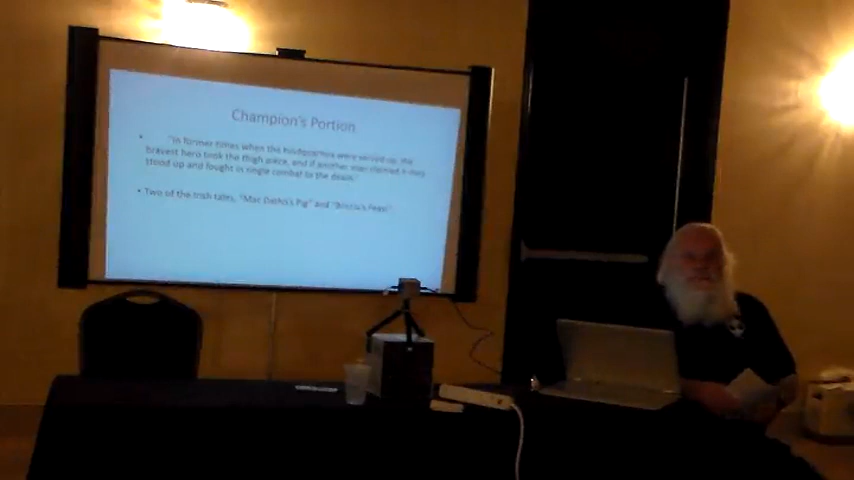 Champion's Portion
• "In former times when the hindquarters were served up, the
bravest hero took the thigh piece, and if another man claimed it they
stood up and fought in single combat to the death."
• Two of the Irish tales, "Mac Datho's Pig" and "Bricriu's Feast"